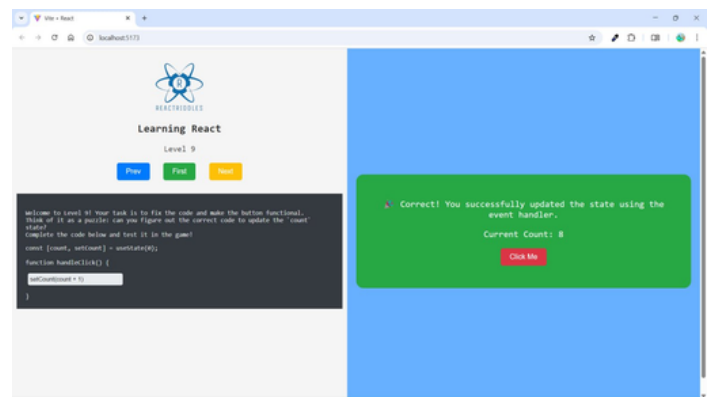 Vite + React
localhost:5173
R
REACTRIDDLES
Learning React
Level 9
Prev
First
Next
Welcome to Level 9! Your task is to fix the code and make the button functional.
Think of it as a puzzle: can you figure out the correct code to update the `count`
state?
Complete the code below and test it in the game!
const [count, setCount] = useState(0);
function handleClick() {
setCount(count + 1)
}
🎉 Correct! You successfully updated the state using the
event handler.
Current Count: 8
Click Me